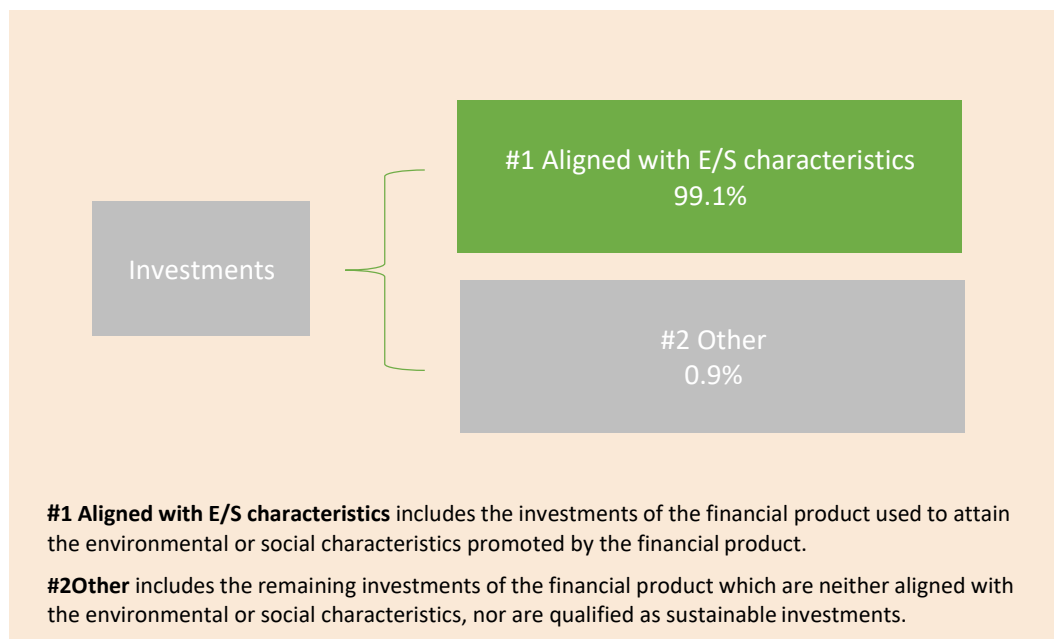 #1 Aligned with E/S characteristics
99.1%
Investments
#2 Other
0.9%
#1 Aligned with E/S characteristics includes the investments of the financial product used to attain
the environmental or social characteristics promoted by the financial product.
#2Other includes the remaining investments of the financial product which are neither aligned with
the environmental or social characteristics, nor are qualified as sustainable investments.